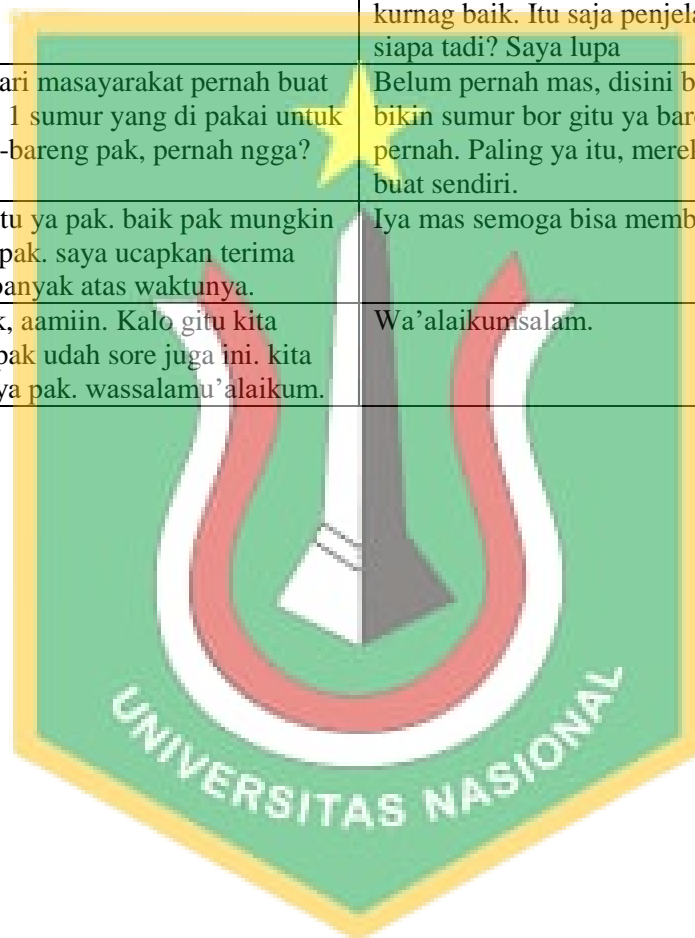 kurnag baik. Itu saja penjela
siapa tadi? Saya lupa
ari masayarakat pernah buat
1 sumur yang di pakai untuk
-bareng pak, pernah ngga?
Belum pernah mas, disini b
bikin sumur bor gitu ya bare
pernah. Paling ya itu, merek
buat sendiri.
tu ya pak. baik pak mungkin
pak. saya ucapkan terima
banyak atas waktunya.
Iya mas semoga bisa memb
k, aamiin. Kalo gitu kita
pak udah sore juga ini. kita
ya pak. wassalamu’alaikum.
Wa’alaikumsalam.
UNIVERSITAS NASIONAL